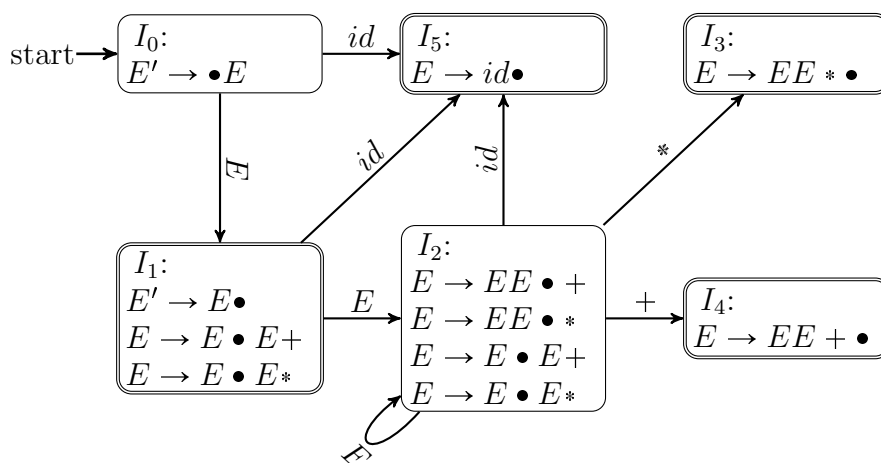 start
I₀:
E′ → •E
id
I₅:
E → id•
I₃:
E → EE * •
E
id
id
*
I₁:
E′ → E•
E → E • E+
E → E • E*
E
I₂:
E → EE • +
E → EE • *
E → E • E+
E → E • E*
+
I₄:
E → EE + •
E